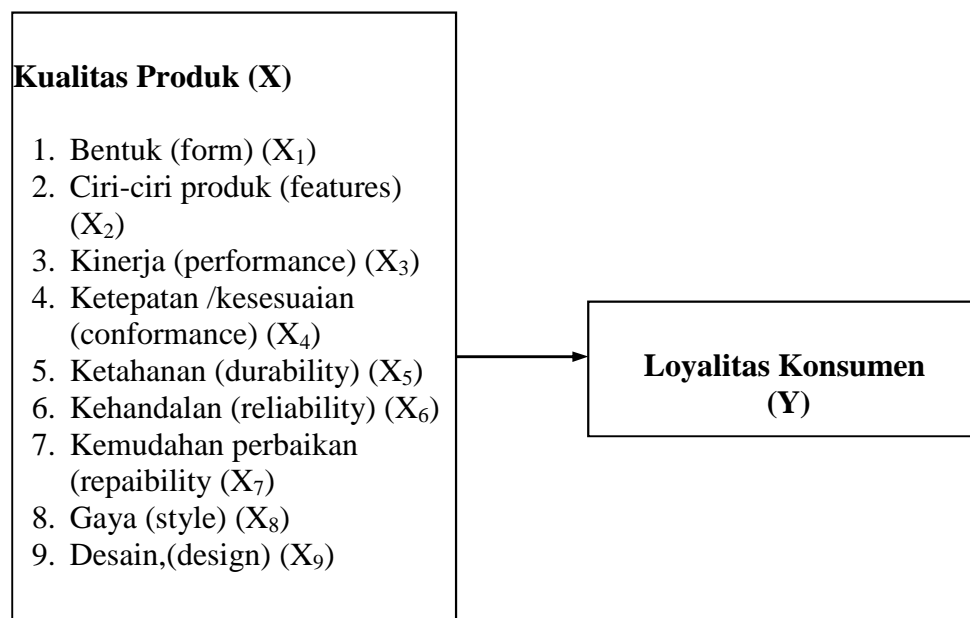 Kualitas Produk (X)
1. Bentuk (form) (X₁)
2. Ciri-ciri produk (features)
(X₂)
3. Kinerja (performance) (X₃)
4. Ketepatan /kesesuaian
(conformance) (X₄)
5. Ketahanan (durability) (X₅)
6. Kehandalan (reliability) (X₆)
7. Kemudahan perbaikan
(repaibility (X₇)
8. Gaya (style) (X₈)
9. Desain,(design) (X₉)
Loyalitas Konsumen
(Y)